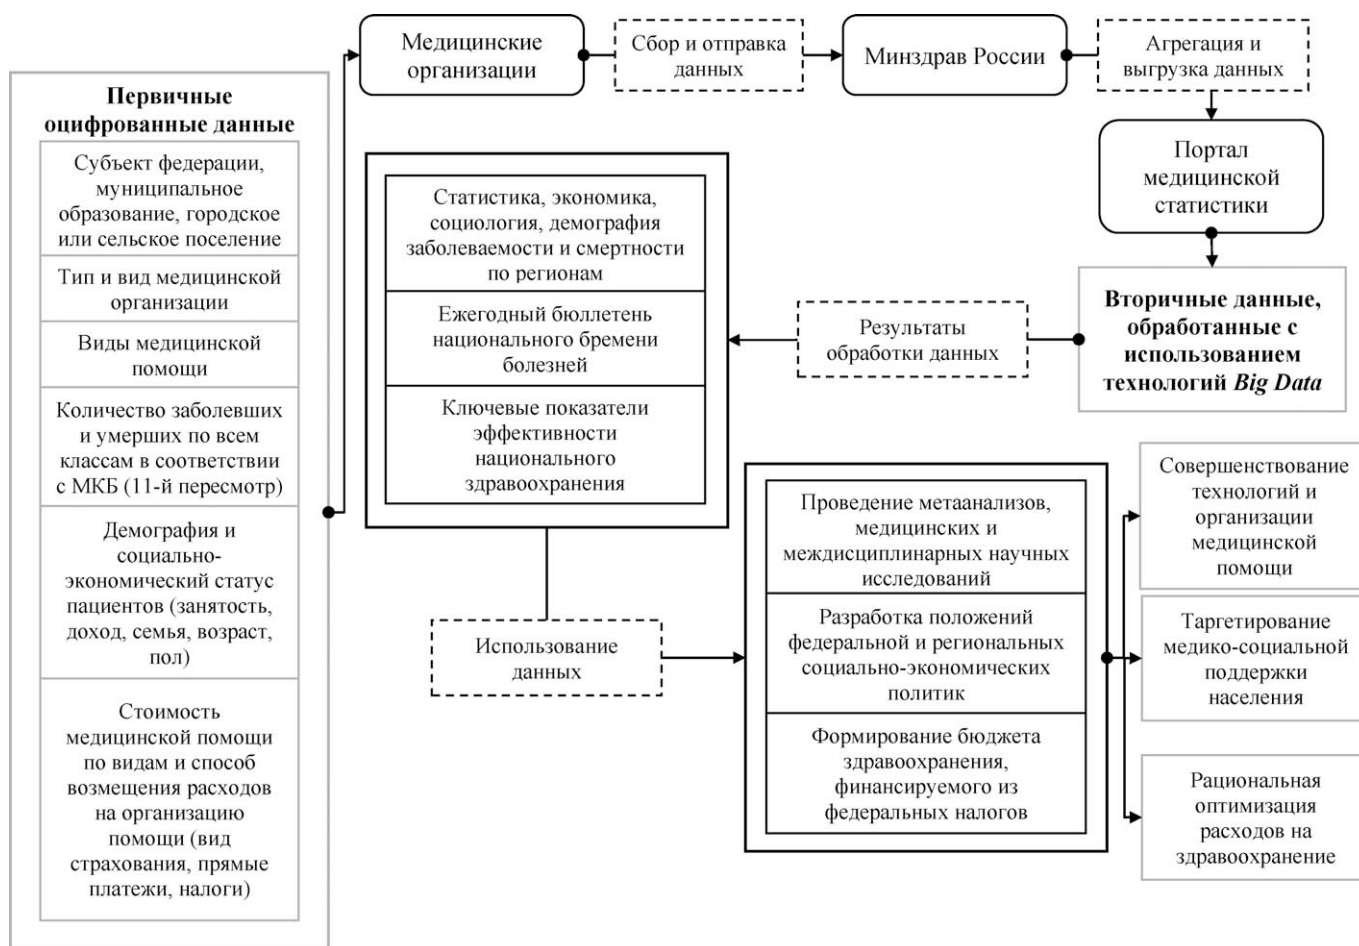 Медицинские
организации
Сбор и отправка
данных
Минздрав России
Агрегация и
выгрузка данных
Портал
медицинской
статистики
Первичные
оцифрованные данные
Субъект федерации,
муниципальное
образование, городское
или сельское поселение
Тип и вид медицинской
организации
Виды медицинской
помощи
Количество заболевших
и умерших по всем
классам в соответствии
с МКБ (11-й пересмотр)
Демография и
социально-
экономический статус
пациентов (занятость,
доход, семья, возраст,
пол)
Стоимость
медицинской помощи
по видам и способ
возмещения расходов
на организацию
помощи (вид
страхования, прямые
платежи, налоги)
Вторичные данные,
обработанные с
использованием
технологий Big Data
Результаты
обработки данных
Статистика, экономика,
социология, демография
заболеваемости и смертности
по регионам
Ежегодный бюллетень
национального бремени
болезней
Ключевые показатели
эффективности
национального
здравоохранения
Использование
данных
Проведение метаанализов,
медицинских и
междисциплинарных научных
исследований
Разработка положений
федеральной и региональных
социально-экономических
политик
Формирование бюджета
здравоохранения,
финансируемого из
федеральных налогов
Совершенствование
технологий и
организации
медицинской
помощи
Таргетирование
медико-социальной
поддержки
населения
Рациональная
оптимизация
расходов на
здравоохранение